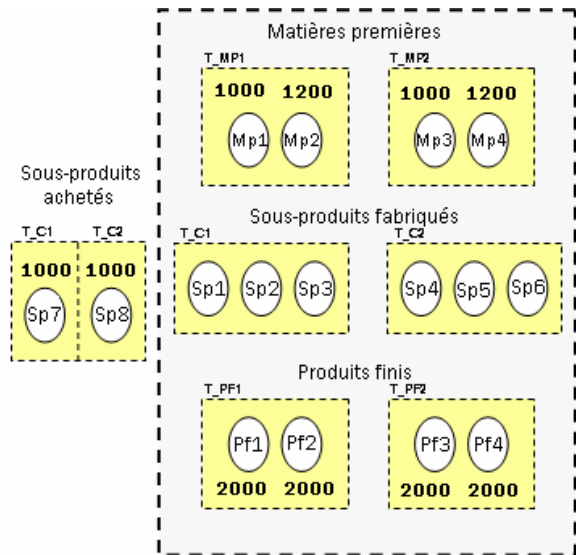 Matières premières
T_MP1 T_MP2
1000 1200 1000 1200
Mp1 Mp2 Mp3 Mp4
Sous-produits
achetés
T_C1 T_C2
1000 1000
Sp7 Sp8
Sous-produits fabriqués
T_C1 T_C2
Sp1 Sp2 Sp3 Sp4 Sp5 Sp6
Produits finis
T_PF1 T_PF2
Pf1 Pf2 Pf3 Pf4
2000 2000 2000 2000